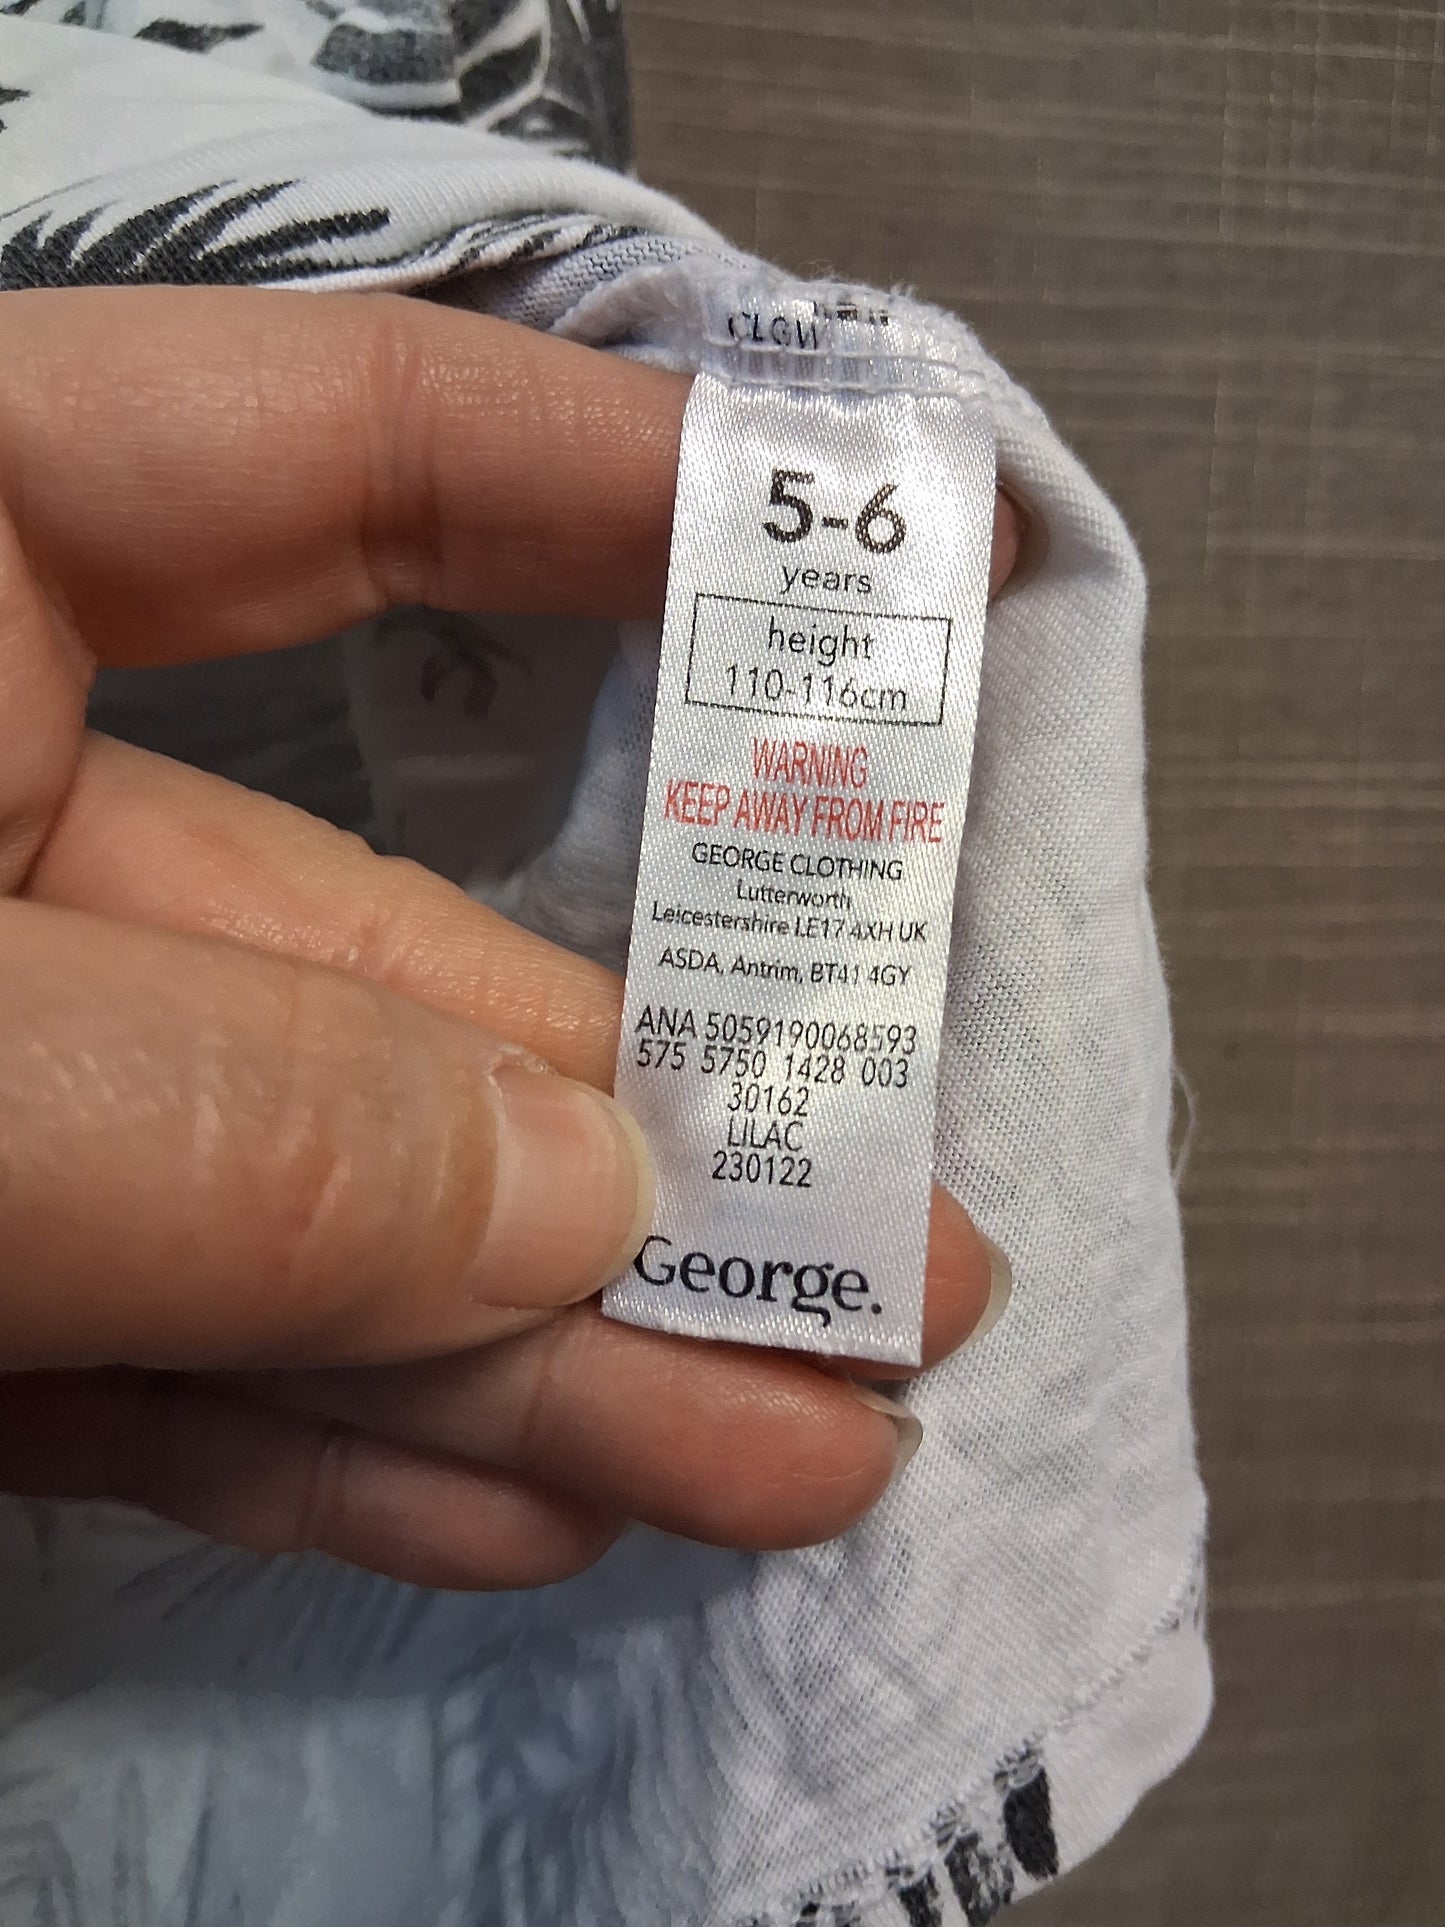 5-6
years
height
110-116cm
WARNING
KEEP AWAY FROM FIRE
GEORGE CLOTHING
Lutterworth
Leicestershire LE17 4XH UK
ASDA, Antrim, BT41 4GY
ANA 5059190068593
575 5750 1428 003
30162
LILAC
230122
George.